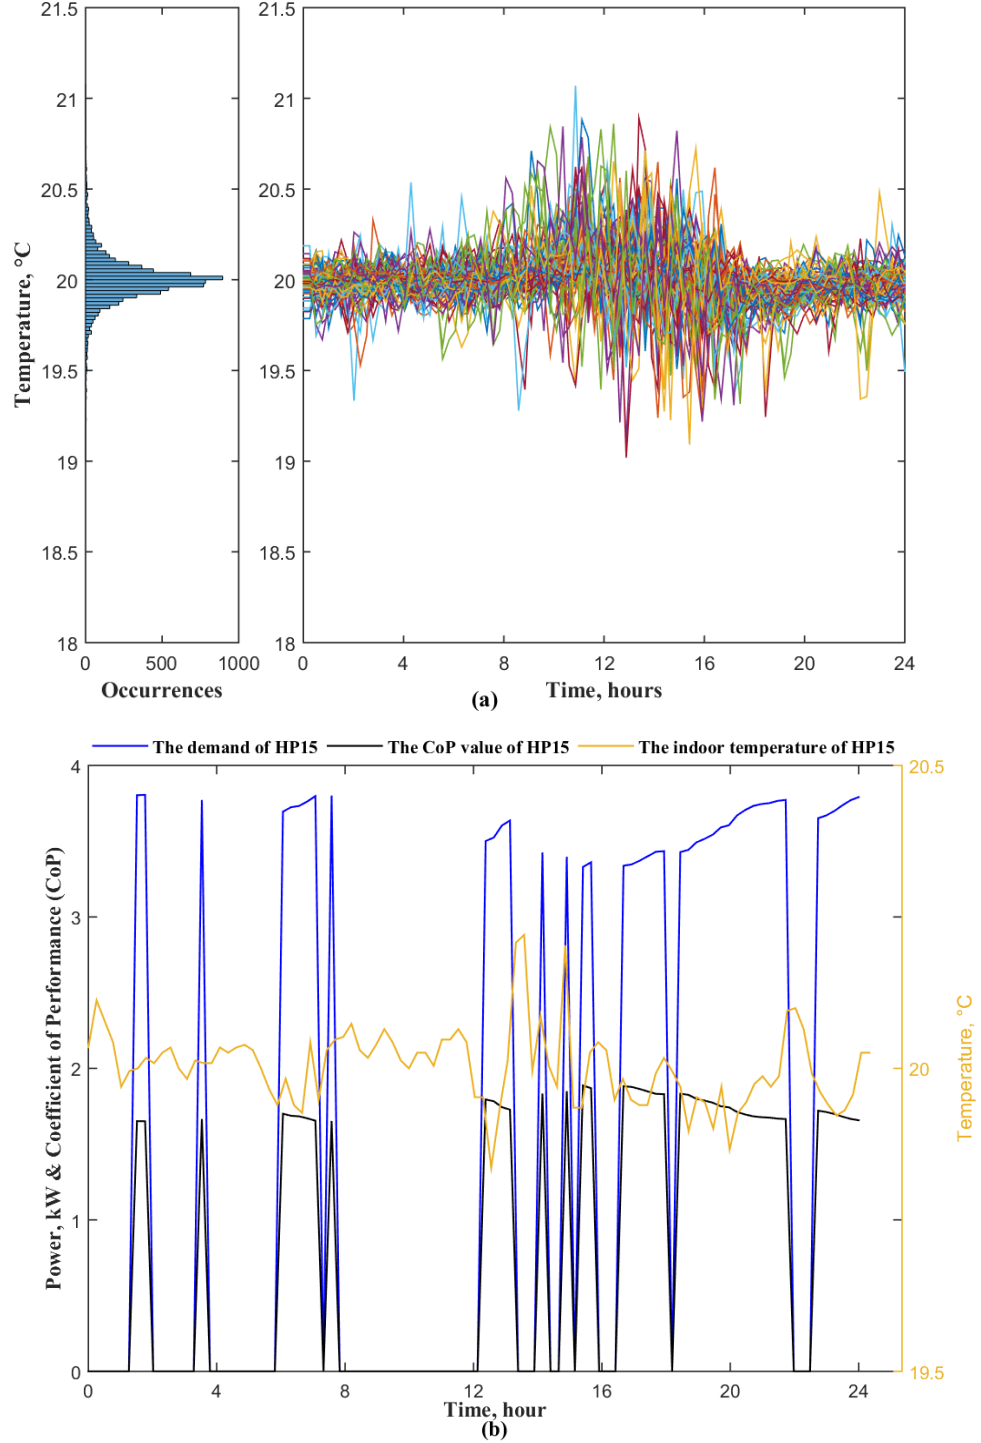 21.5
21
20.5
20
19.5
19
18.5
18
Temperature, °C
0 500 1000
Occurrences
21.5
21
20.5
20
19.5
19
18.5
18
0 4 8 12 16 20 24
Time, hours
(a)
The demand of HP15 The CoP value of HP15 The indoor temperature of HP15
4
3
2
1
0
Power, kW & Coefficient of Performance (CoP)
20.5
20
19.5
Temperature, °C
0 4 8 12 16 20 24
Time, hour
(b)